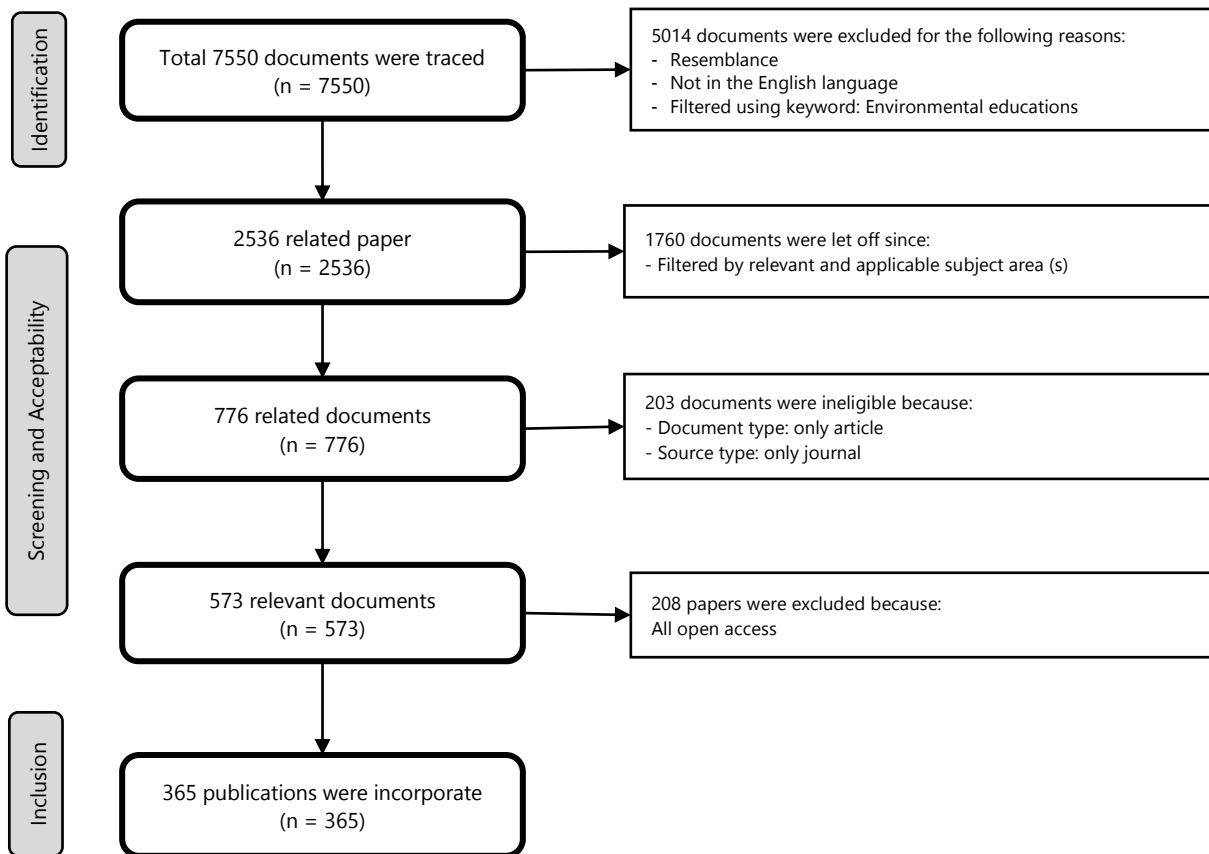 Identification
Total 7550 documents were traced
(n = 7550)
5014 documents were excluded for the following reasons:
- Resemblance
- Not in the English language
- Filtered using keyword: Environmental educations
Screening and Acceptability
2536 related paper
(n = 2536)
1760 documents were let off since:
- Filtered by relevant and applicable subject area (s)
776 related documents
(n = 776)
203 documents were ineligible because:
- Document type: only article
- Source type: only journal
573 relevant documents
(n = 573)
208 papers were excluded because:
All open access
Inclusion
365 publications were incorporate
(n = 365)